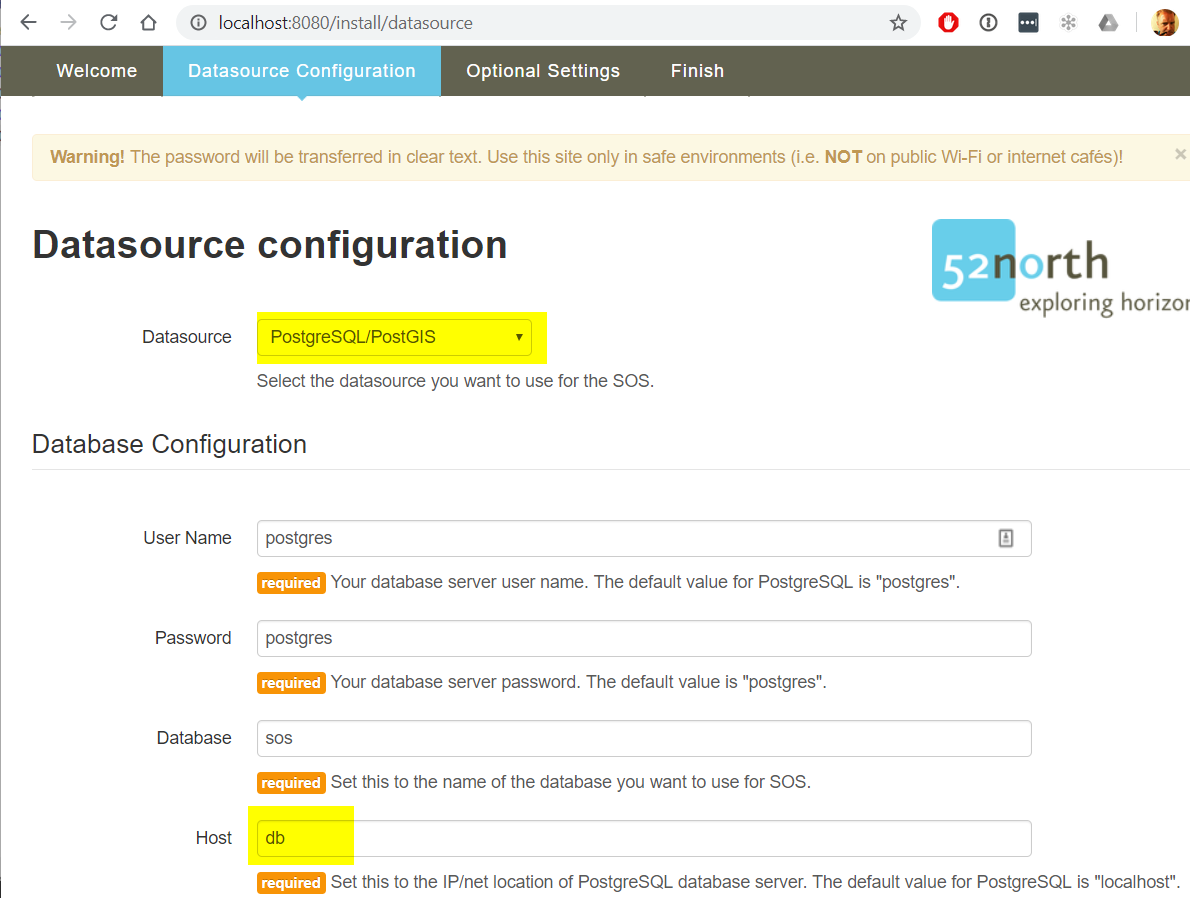 localhost:8080/install/datasource
Welcome Datasource Configuration Optional Settings Finish
Warning! The password will be transferred in clear text. Use this site only in safe environments (i.e. NOT on public Wi-Fi or internet cafés)! ×
Datasource configuration
52north
exploring horizon
Datasource PostgreSQL/PostGIS
Select the datasource you want to use for the SOS.
Database Configuration
User Name postgres
required Your database server user name. The default value for PostgreSQL is "postgres".
Password postgres
required Your database server password. The default value is "postgres".
Database sos
required Set this to the name of the database you want to use for SOS.
Host db
required Set this to the IP/net location of PostgreSQL database server. The default value for PostgreSQL is "localhost".